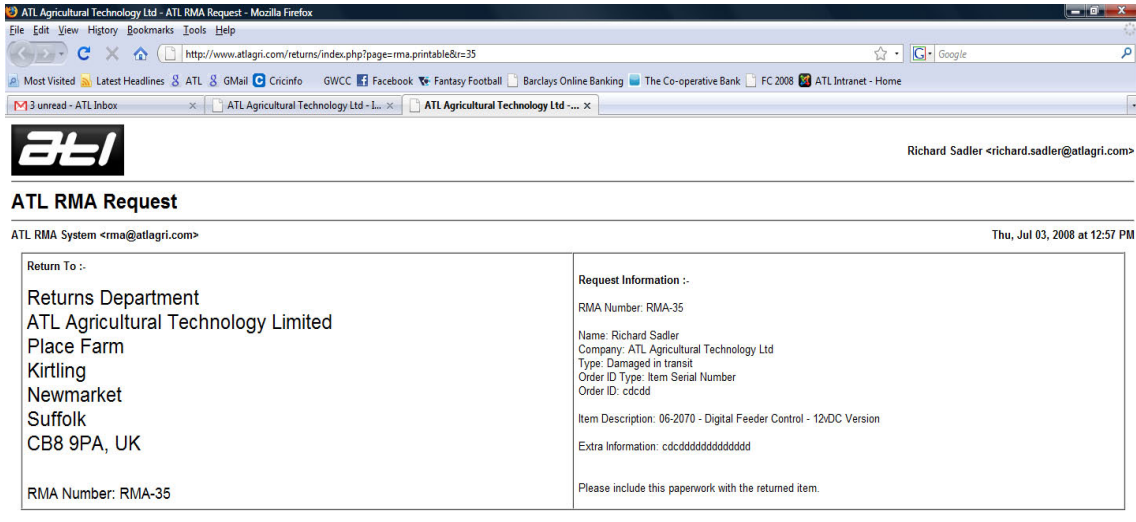 ATL Agricultural Technology Ltd - ATL RMA Request - Mozilla Firefox
File Edit View History Bookmarks Tools Help
http://www.atlagri.com/returns/index.php?page=rma.printable&r=35
G Google
Most Visited Latest Headlines ATL GMail Cricinfo GWCC Facebook Fantasy Football Barclays Online Banking The Co-operative Bank FC 2008 ATL Intranet - Home
3 unread - ATL Inbox ATL Agricultural Technology Ltd - I... ATL Agricultural Technology Ltd -...
atl
Richard Sadler <richard.sadler@atlagri.com>
ATL RMA Request
ATL RMA System <rma@atlagri.com> Thu, Jul 03, 2008 at 12:57 PM
Return To :-
Returns Department
ATL Agricultural Technology Limited
Place Farm
Kirtling
Newmarket
Suffolk
CB8 9PA, UK
RMA Number: RMA-35
Request Information :-
RMA Number: RMA-35
Name: Richard Sadler
Company: ATL Agricultural Technology Ltd
Type: Damaged in transit
Order ID Type: Item Serial Number
Order ID: cdcdd
Item Description: 06-2070 - Digital Feeder Control - 12vDC Version
Extra Information: cdcddddddddddddd
Please include this paperwork with the returned item.